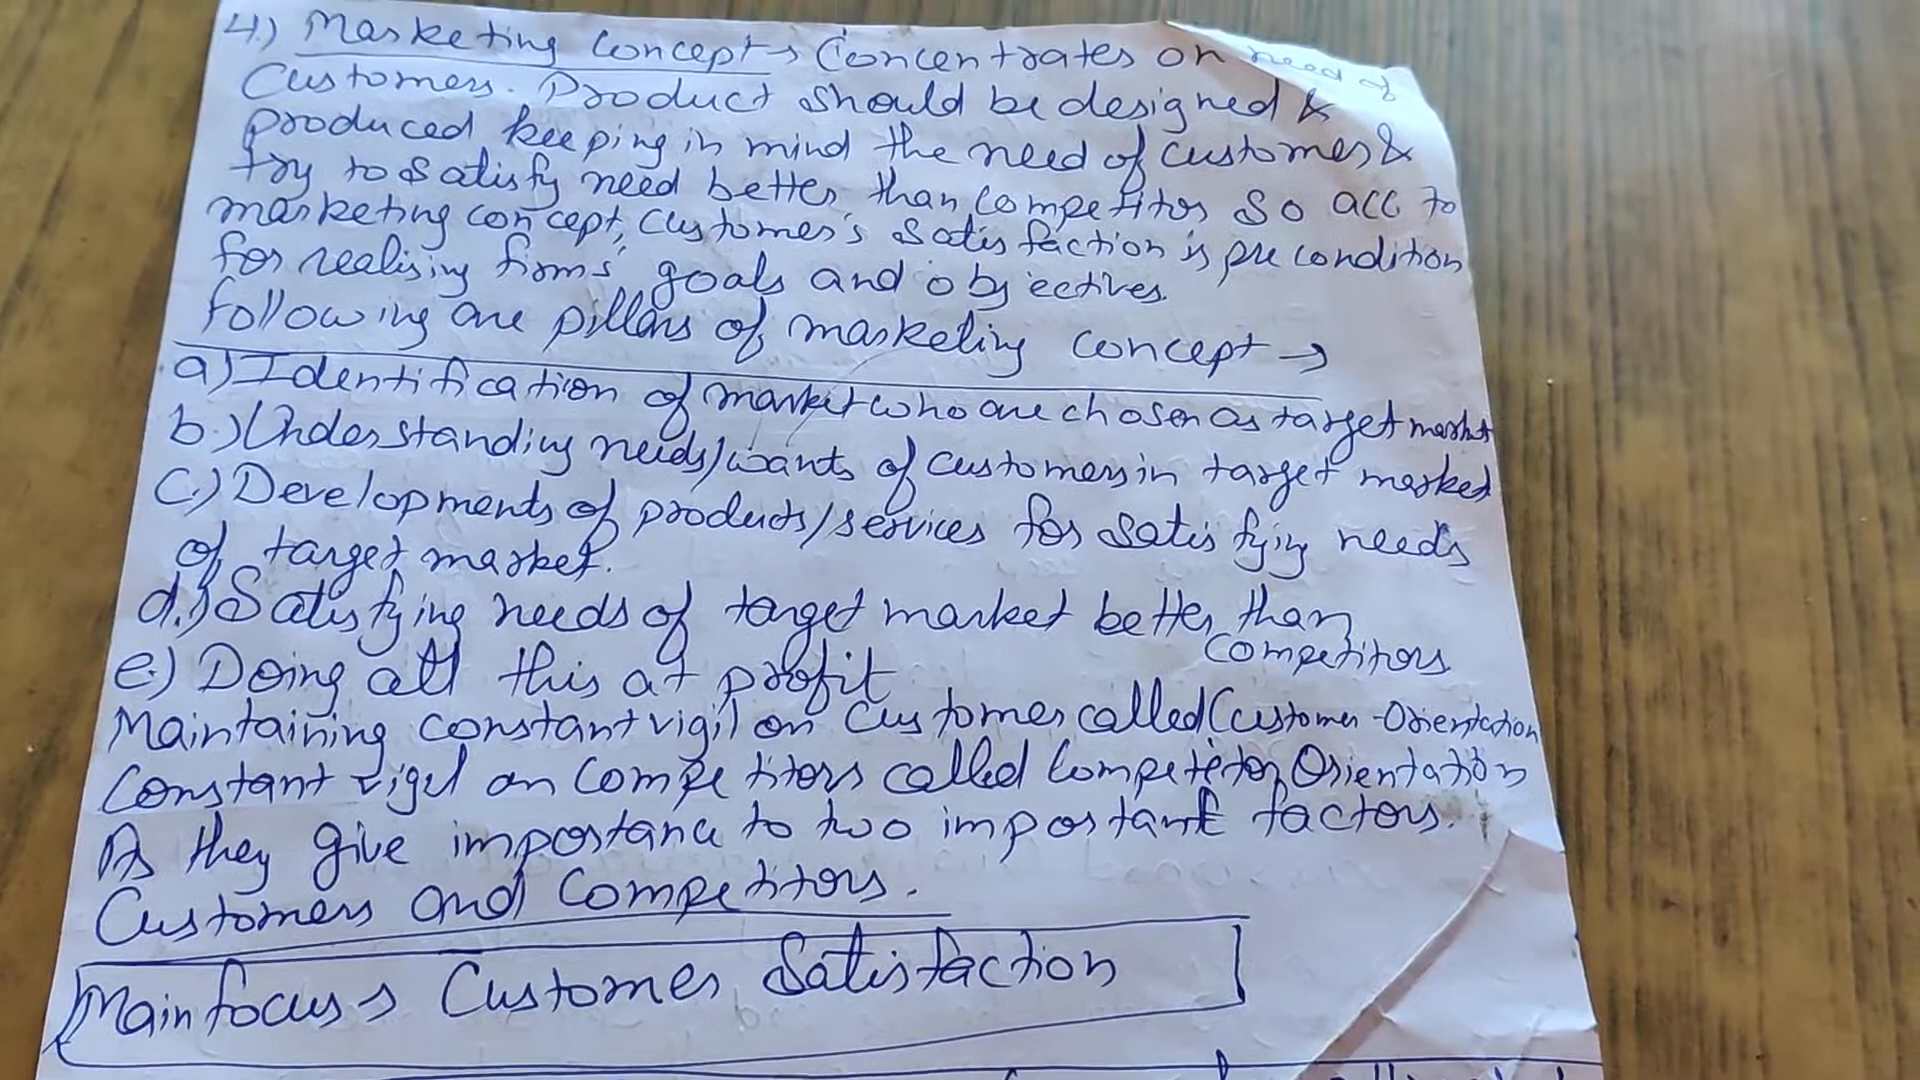 4.) Marketing Concept → Concentrates on need of
Customers. Product should be designed &
produced keeping in mind the need of customer &
try to satisfy need better than competitor so acc to
marketing concept, customer's satisfaction is pre condition
for realising firms' goals and objectives.
Following are pillars of marketing concept →
a) Identification of market who are chosen as target market
b.) Understanding needs/wants of customers in target market
C.) Developments of products/services for satisfying needs
of target market.
d.) Satisfying needs of target market better than
competitors
e.) Doing all this at profit
Maintaining constant vigil on customer called Customer-Orientation
Constant vigil on competitors called Competitor Orientation
As they give importance to two important factors.
Customers and Competitors.
Main focus → Customer Satisfaction